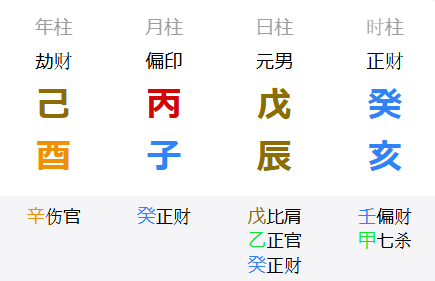 年柱 月柱 日柱 时柱
劫财 偏印 元男 正财
己 丙 戊 癸
酉 子 辰 亥
辛伤官 癸正财 戊比肩 壬偏财
乙正官 甲七杀
癸正财